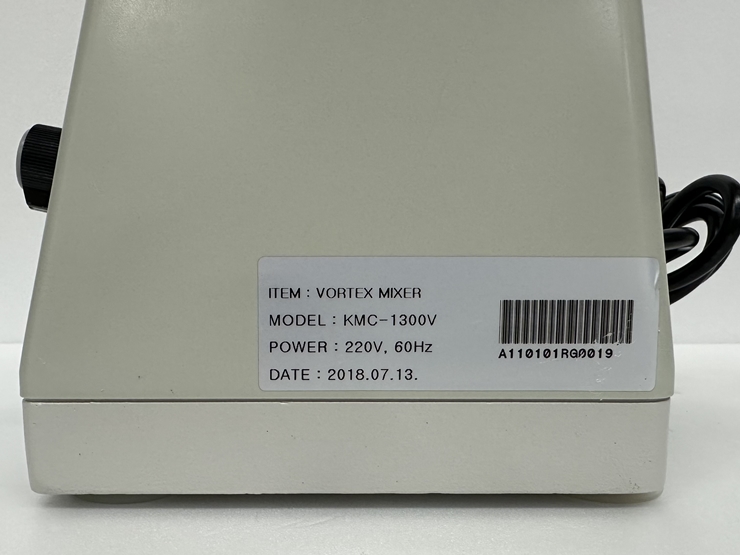 ITEM : VORTEX MIXER
MODEL : KMC-1300V
POWER : 220V, 60Hz
DATE : 2018.07.13.
A110101RG0019